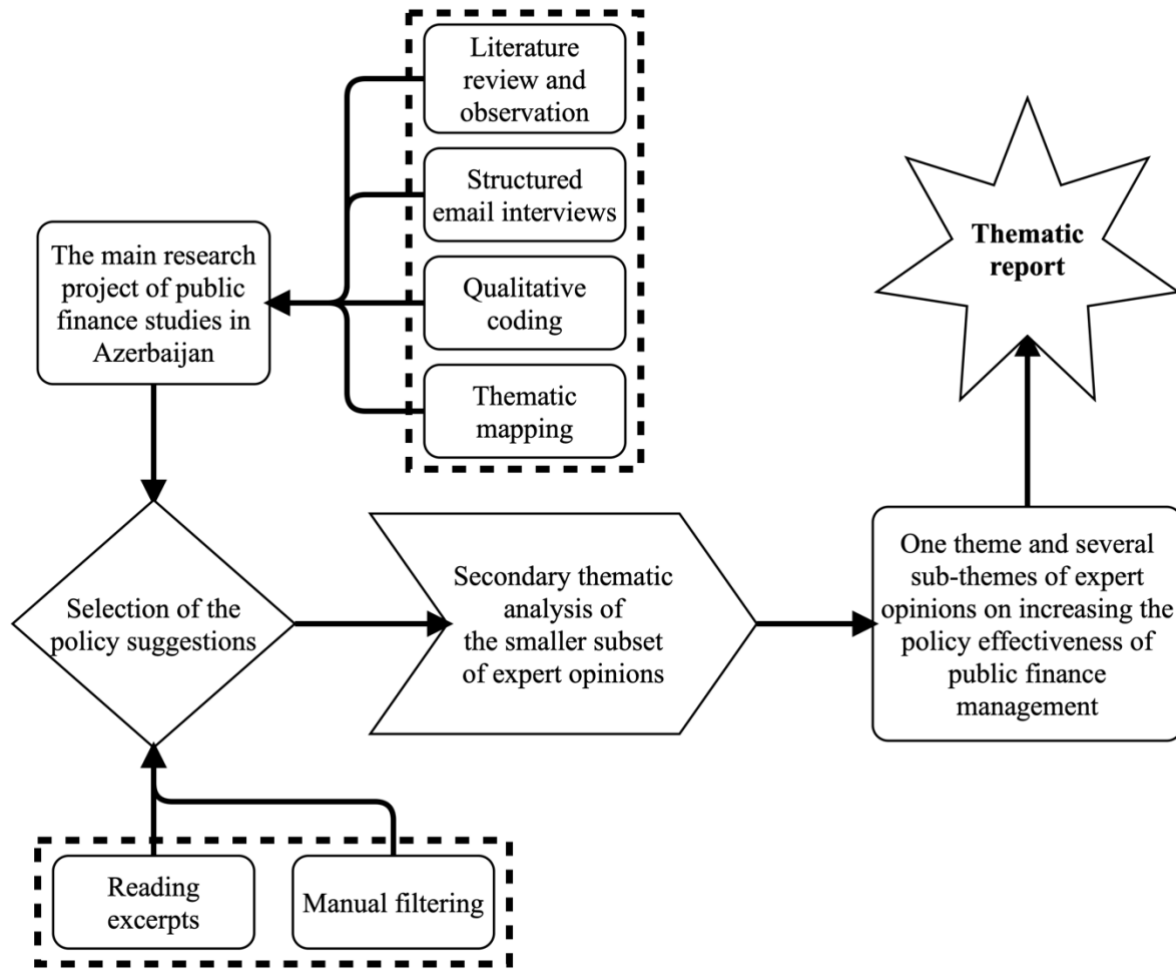 Literature
review and
observation
Structured
email interviews
Qualitative
coding
Thematic
mapping
The main research
project of public
finance studies in
Azerbaijan
Selection of the
policy suggestions
Reading
excerpts
Manual filtering
Secondary thematic
analysis of
the smaller subset
of expert opinions
One theme and several
sub-themes of expert
opinions on increasing the
policy effectiveness of
public finance
management
Thematic
report